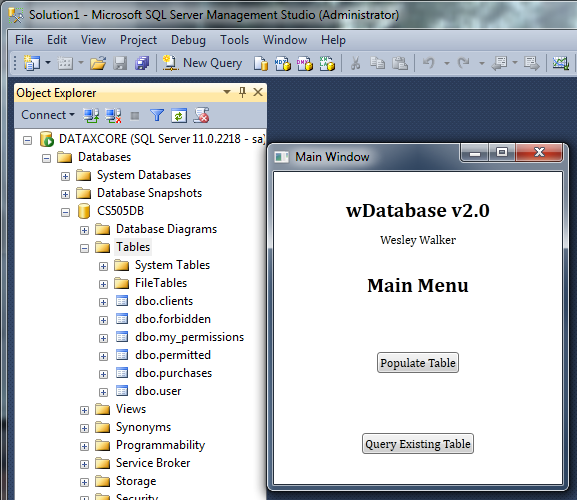 Solution1 - Microsoft SQL Server Management Studio (Administrator)
File Edit View Project Debug Tools Window Help
New Query
Object Explorer
Connect
DATAXCORE (SQL Server 11.0.2218 - sa)
Databases
System Databases
Database Snapshots
CS505DB
Database Diagrams
Tables
System Tables
FileTables
dbo.clients
dbo.forbidden
dbo.my_permissions
dbo.permitted
dbo.purchases
dbo.user
Views
Synonyms
Programmability
Service Broker
Storage
Security
Main Window
wDatabase v2.0
Wesley Walker
Main Menu
Populate Table
Query Existing Table